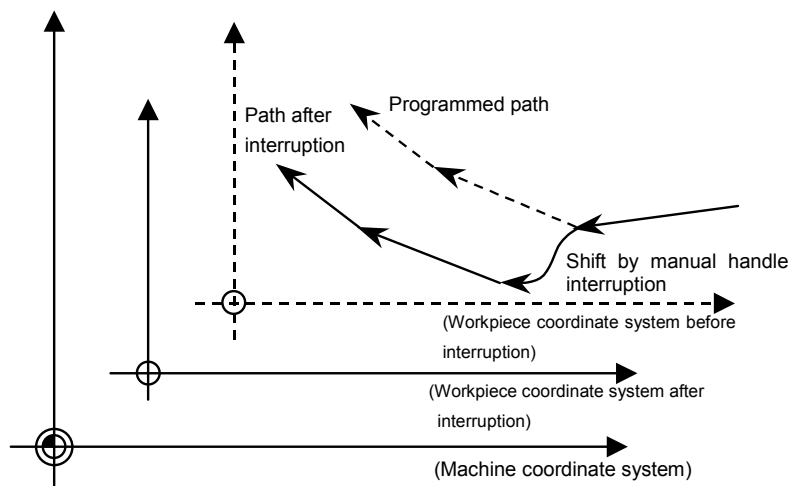 Programmed path
Path after
interruption
Shift by manual handle
interruption
(Workpiece coordinate system before
interruption)
(Workpiece coordinate system after
interruption)
(Machine coordinate system)